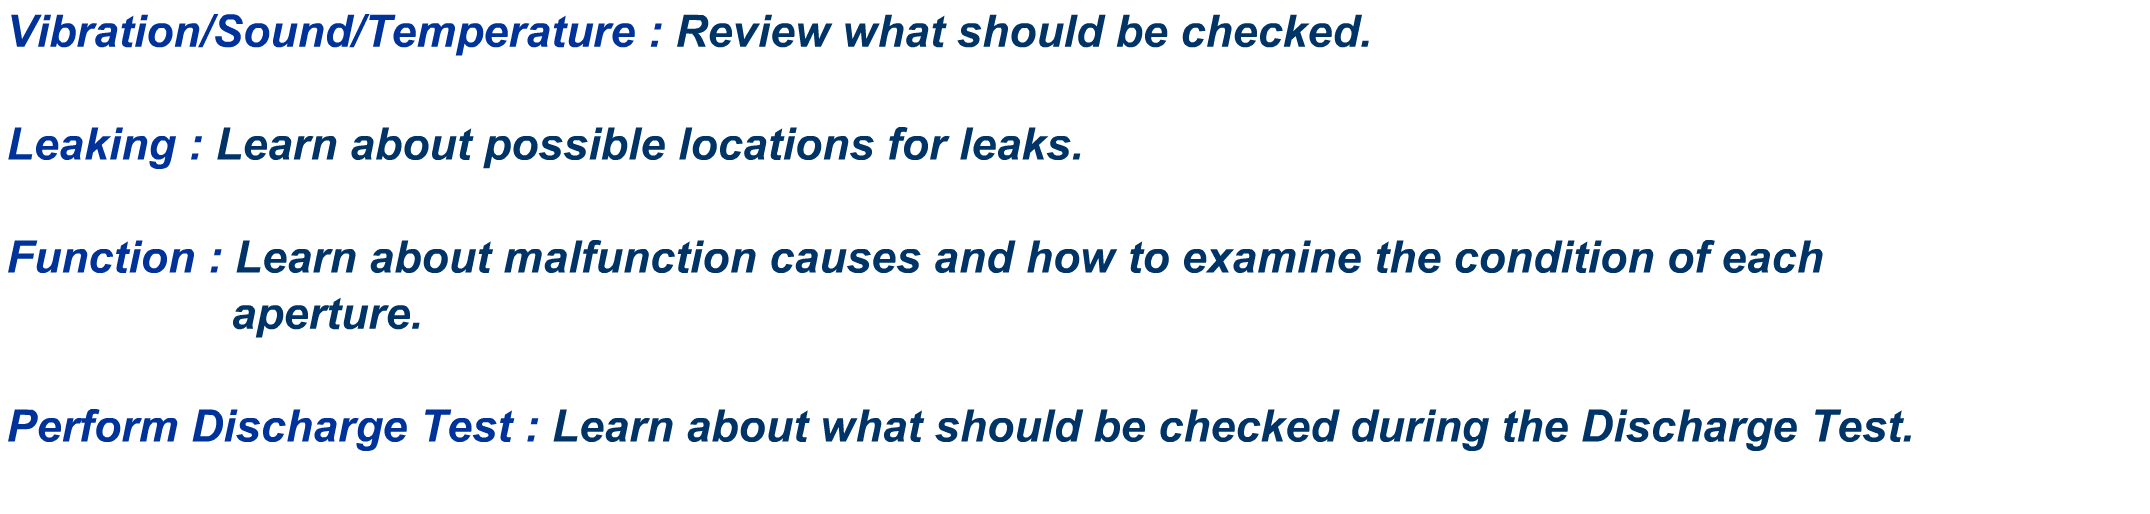 Vibration/Sound/Temperature : Review what should be checked.
Leaking : Learn about possible locations for leaks.
Function : Learn about malfunction causes and how to examine the condition of each
aperture.
Perform Discharge Test : Learn about what should be checked during the Discharge Test.